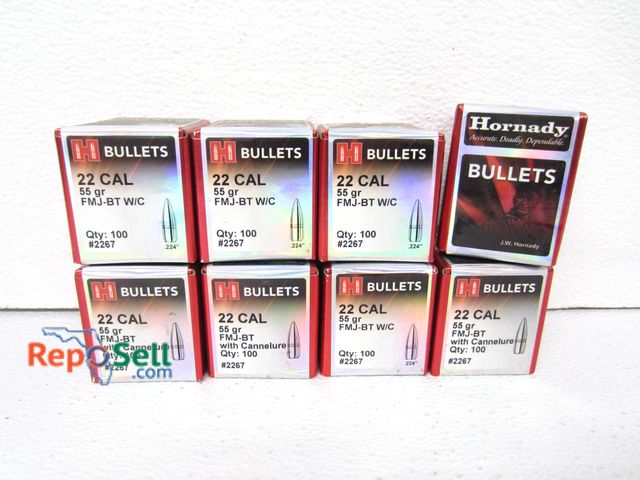 H BULLETS
22 CAL
55 gr
FMJ-BT W/C
Qty: 100
#2267
.224"
H BULLETS
22 CAL
55 gr
FMJ-BT W/C
Qty: 100
#2267
.224"
H BULLETS
22 CAL
55 gr
FMJ-BT W/C
Qty: 100
#2267
.224"
Hornady
Accurate. Deadly. Dependable.
BULLETS
J.W. Hornady
H BULLETS
22 CAL
55 gr
FMJ-BT
with Cannelure
Qty: 100
#2267
H BULLETS
22 CAL
55 gr
FMJ-BT
with Cannelure
Qty: 100
#2267
H BULLETS
22 CAL
55 gr
FMJ-BT W/C
Qty: 100
#2267
.224"
H BULLETS
22 CAL
55 gr
FMJ-BT
with Cannelure
Qty: 100
#2267
RepoSell
.com